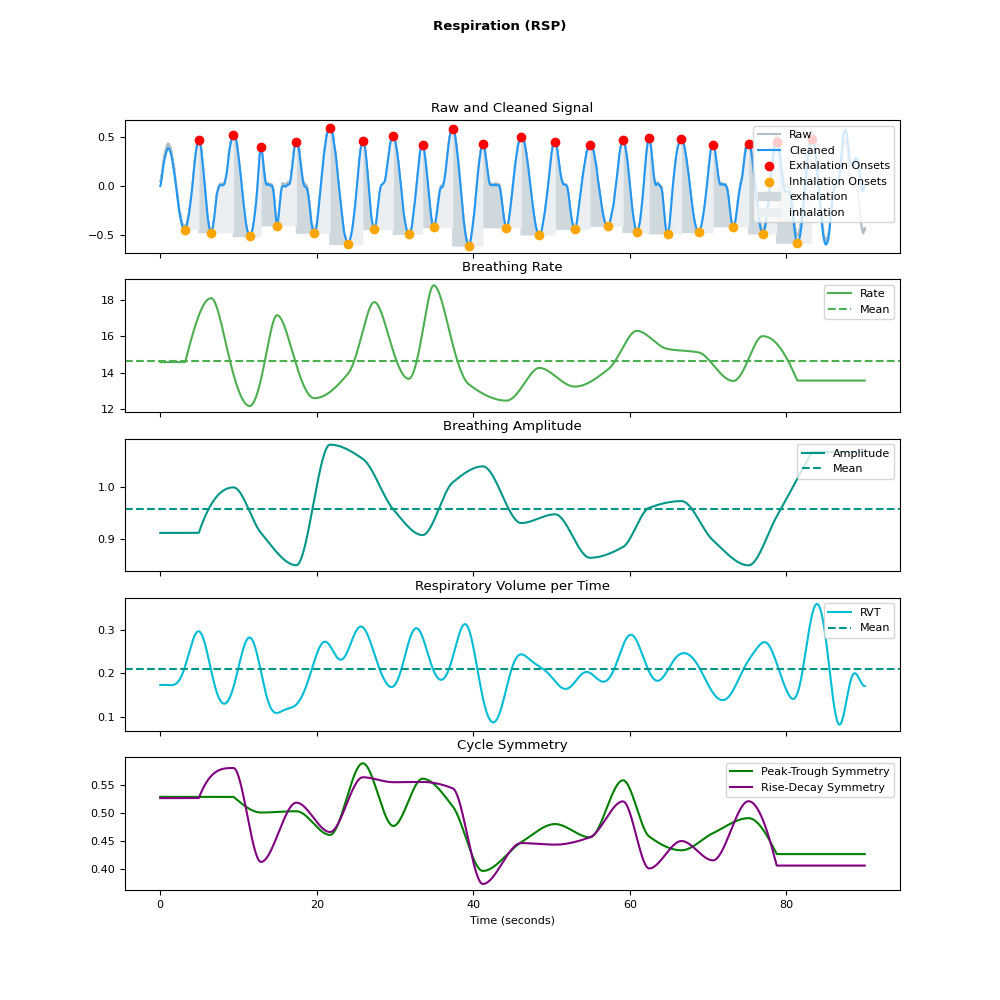 Respiration (RSP)
Raw and Cleaned Signal
0.5
0.0
−0.5
Raw
Cleaned
Exhalation Onsets
Inhalation Onsets
exhalation
inhalation
Breathing Rate
18
16
14
12
Rate
Mean
Breathing Amplitude
1.0
0.9
Amplitude
Mean
Respiratory Volume per Time
0.3
0.2
0.1
RVT
Mean
Cycle Symmetry
0.55
0.50
0.45
0.40
Peak-Trough Symmetry
Rise-Decay Symmetry
0 20 40 60 80
Time (seconds)